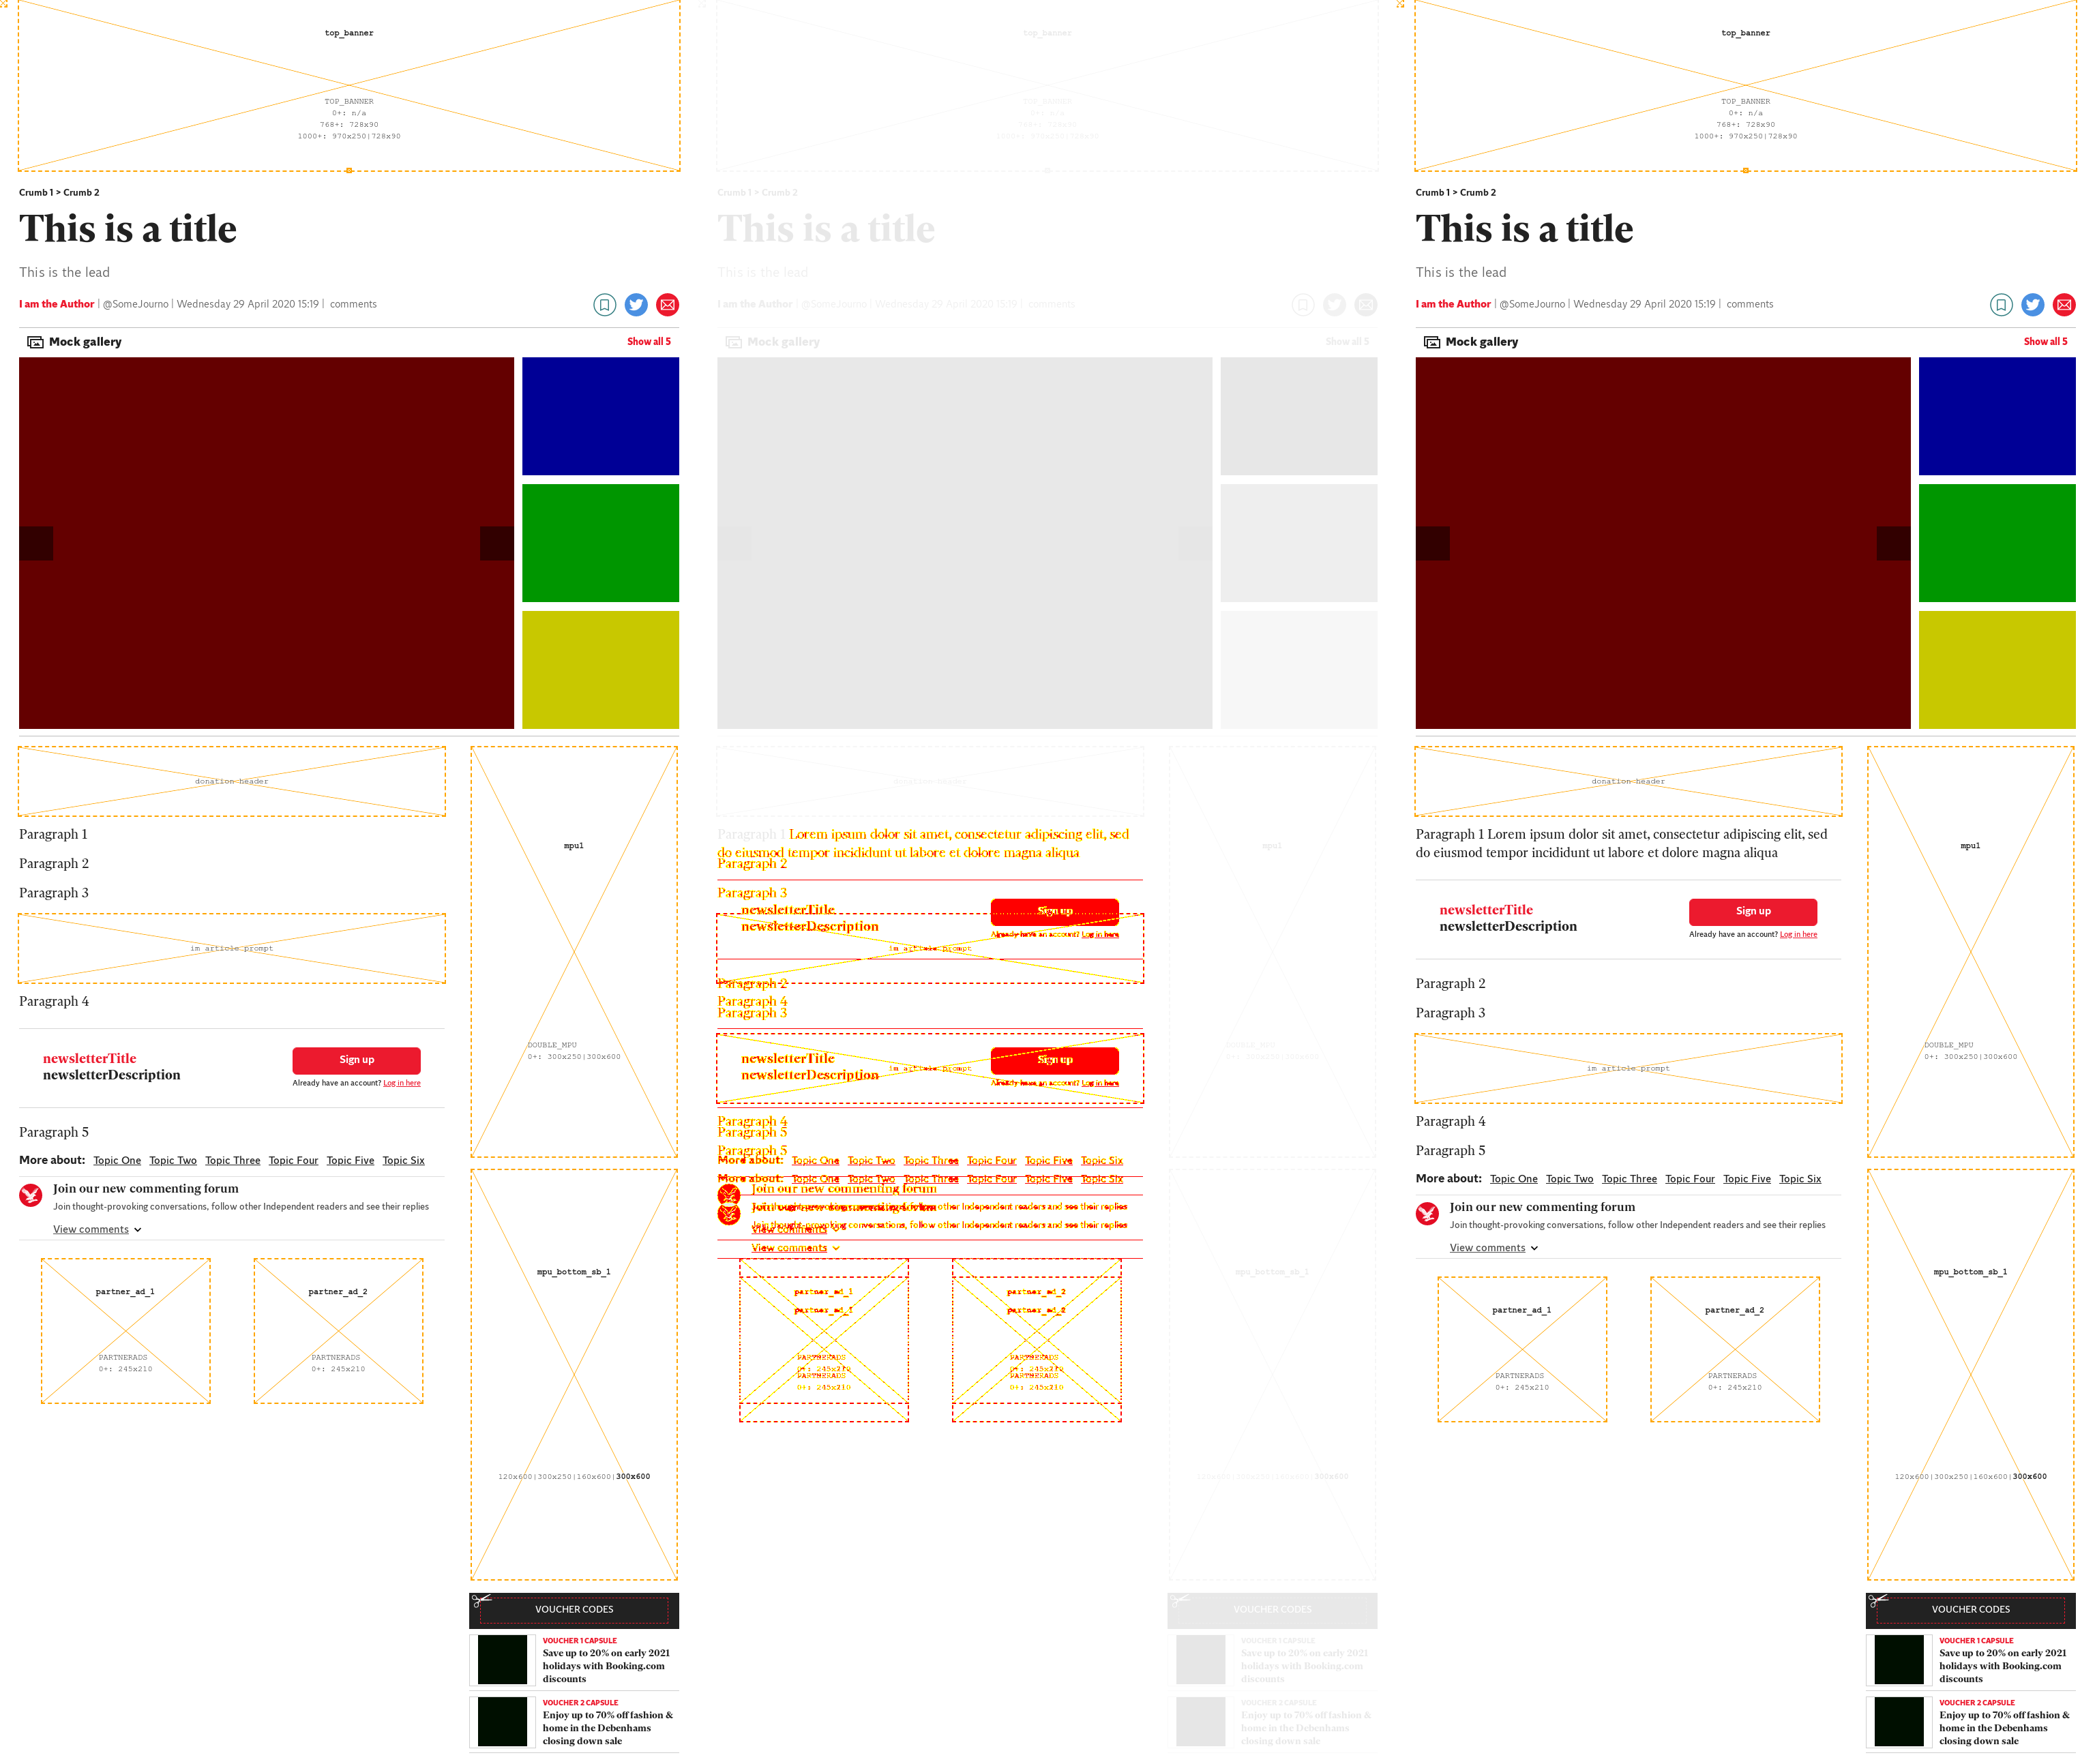 top_banner
TOP_BANNER
0+: n/a
768+: 728x90
1000+: 970x250|728x90
Crumb 1 > Crumb 2
This is a title
This is the lead
I am the Author | @SomeJourno | Wednesday 29 April 2020 15:19 | comments
Mock gallery
Show all 5
donation-header
Paragraph 1
Paragraph 2
Paragraph 3
im article prompt
Paragraph 4
newsletterTitle
newsletterDescription
Sign up
Already have an account? Log in here
Paragraph 5
More about: Topic One Topic Two Topic Three Topic Four Topic Five Topic Six
Join our new commenting forum
Join thought-provoking conversations, follow other Independent readers and see their replies
View comments
partner_ad_1
PARTNERADS
0+: 245x210
partner_ad_2
PARTNERADS
0+: 245x210
mpu1
DOUBLE_MPU
0+: 300x250|300x600
mpu_bottom_sb_1
120x600|300x250|160x600|300x600
VOUCHER CODES
VOUCHER 1 CAPSULE
Save up to 20% on early 2021
holidays with Booking.com
discounts
VOUCHER 2 CAPSULE
Enjoy up to 70% off fashion &
home in the Debenhams
closing down sale
top_banner
TOP_BANNER
0+: n/a
768+: 728x90
1000+: 970x250|728x90
Crumb 1 > Crumb 2
This is a title
This is the lead
I am the Author | @SomeJourno | Wednesday 29 April 2020 15:19 | comments
Mock gallery
Show all 5
donation-header
Paragraph 1 Lorem ipsum dolor sit amet, consectetur adipiscing elit, sed
do eiusmod tempor incididunt ut labore et dolore magna aliqua
Paragraph 2
Paragraph 3
newsletterTitle
newsletterDescription
Sign up
Already have an account? Log in here
im article prompt
Paragraph 2
Paragraph 4
Paragraph 3
newsletterTitle
newsletterDescription
Sign up
Already have an account? Log in here
im article prompt
Paragraph 4
Paragraph 5
Paragraph 5
More about: Topic One Topic Two Topic Three Topic Four Topic Five Topic Six
More about: Topic One Topic Two Topic Three Topic Four Topic Five Topic Six
Join our new commenting forum
Join thought-provoking conversations, follow other Independent readers and see their replies
View comments
View comments
partner_ad_1
partner_ad_1
PARTNERADS
0+: 245x210
PARTNERADS
0+: 245x210
partner_ad_2
partner_ad_2
PARTNERADS
0+: 245x210
PARTNERADS
0+: 245x210
mpu1
DOUBLE_MPU
0+: 300x250|300x600
mpu_bottom_sb_1
120x600|300x250|160x600|300x600
VOUCHER CODES
VOUCHER 1 CAPSULE
Save up to 20% on early 2021
holidays with Booking.com
discounts
VOUCHER 2 CAPSULE
Enjoy up to 70% off fashion &
home in the Debenhams
closing down sale
top_banner
TOP_BANNER
0+: n/a
768+: 728x90
1000+: 970x250|728x90
Crumb 1 > Crumb 2
This is a title
This is the lead
I am the Author | @SomeJourno | Wednesday 29 April 2020 15:19 | comments
Mock gallery
Show all 5
donation-header
Paragraph 1 Lorem ipsum dolor sit amet, consectetur adipiscing elit, sed
do eiusmod tempor incididunt ut labore et dolore magna aliqua
newsletterTitle
newsletterDescription
Sign up
Already have an account? Log in here
Paragraph 2
Paragraph 3
im article prompt
Paragraph 4
Paragraph 5
More about: Topic One Topic Two Topic Three Topic Four Topic Five Topic Six
Join our new commenting forum
Join thought-provoking conversations, follow other Independent readers and see their replies
View comments
partner_ad_1
PARTNERADS
0+: 245x210
partner_ad_2
PARTNERADS
0+: 245x210
mpu1
DOUBLE_MPU
0+: 300x250|300x600
mpu_bottom_sb_1
120x600|300x250|160x600|300x600
VOUCHER CODES
VOUCHER 1 CAPSULE
Save up to 20% on early 2021
holidays with Booking.com
discounts
VOUCHER 2 CAPSULE
Enjoy up to 70% off fashion &
home in the Debenhams
closing down sale